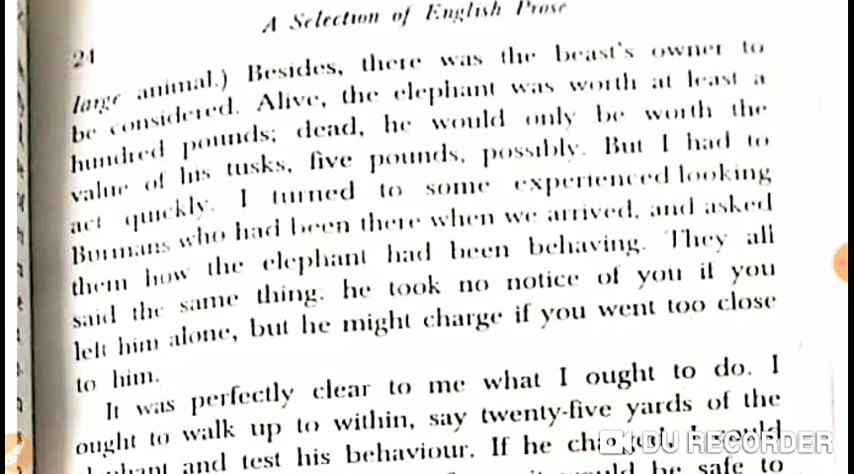 A Selection of English Prose
24
large animal.) Besides, there was the beast's owner to
be considered. Alive, the elephant was worth at least a
hundred pounds; dead, he would only be worth the
value of his tusks, five pounds, possibly. But I had to
act quickly. I turned to some experienced looking
Burmans who had been there when we arrived, and asked
them how the elephant had been behaving. They all
said the same thing: he took no notice of you if you
left him alone, but he might charge if you went too close
to him.
It was perfectly clear to me what I ought to do. I
ought to walk up to within, say twenty-five yards of the
elephant and test his behaviour. If he charged, I could
be safe to
DU RECORDER